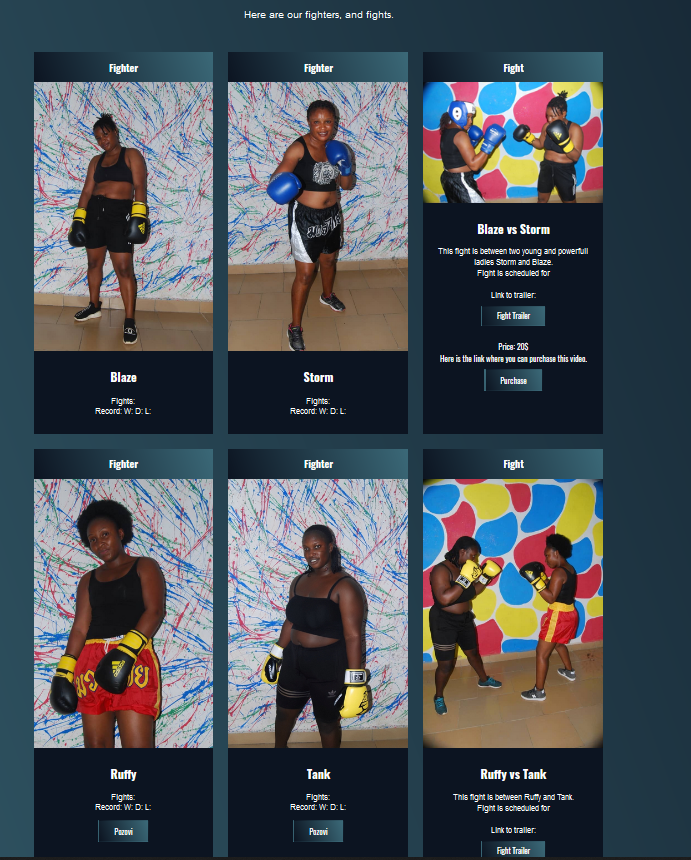 Here are our fighters, and fights.
Fighter
Fighter
Fight
Blaze
Fights:
Record: W: D: L:
Storm
Fights:
Record: W: D: L:
Blaze vs Storm
This fight is between two young and powerfull
ladies Storm and Blaze.
Fight is scheduled for
Link to trailer:
Fight Trailer
Price: 20$
Here is the link where you can purchase this video.
Purchase
Fighter
Fighter
Fight
Ruffy
Fights:
Record: W: D: L:
Pozovi
Tank
Fights:
Record: W: D: L:
Pozovi
Ruffy vs Tank
This fight is between Ruffy and Tank.
Fight is scheduled for
Link to trailer:
Fight Trailer